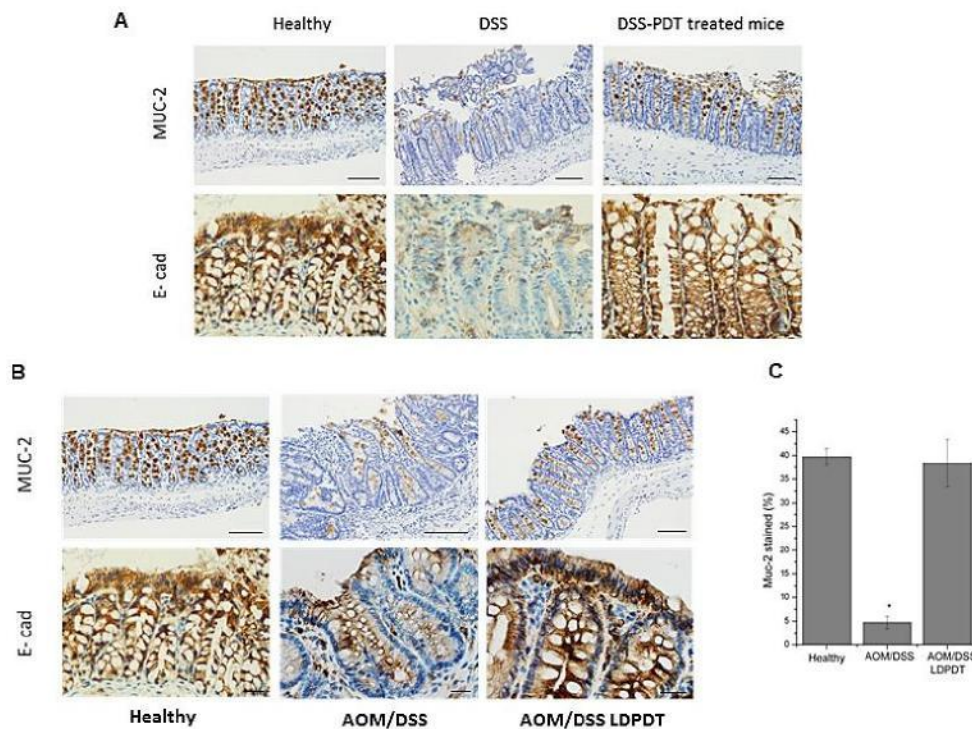 A
Healthy
DSS
DSS-PDT treated mice
MUC-2
E- cad
B
MUC-2
E- cad
Healthy
AOM/DSS
AOM/DSS LDPDT
C
Muc-2 stained (%)
45
40
35
30
25
20
15
10
5
0
*
Healthy
AOM/DSS
AOM/DSS
LDPDT